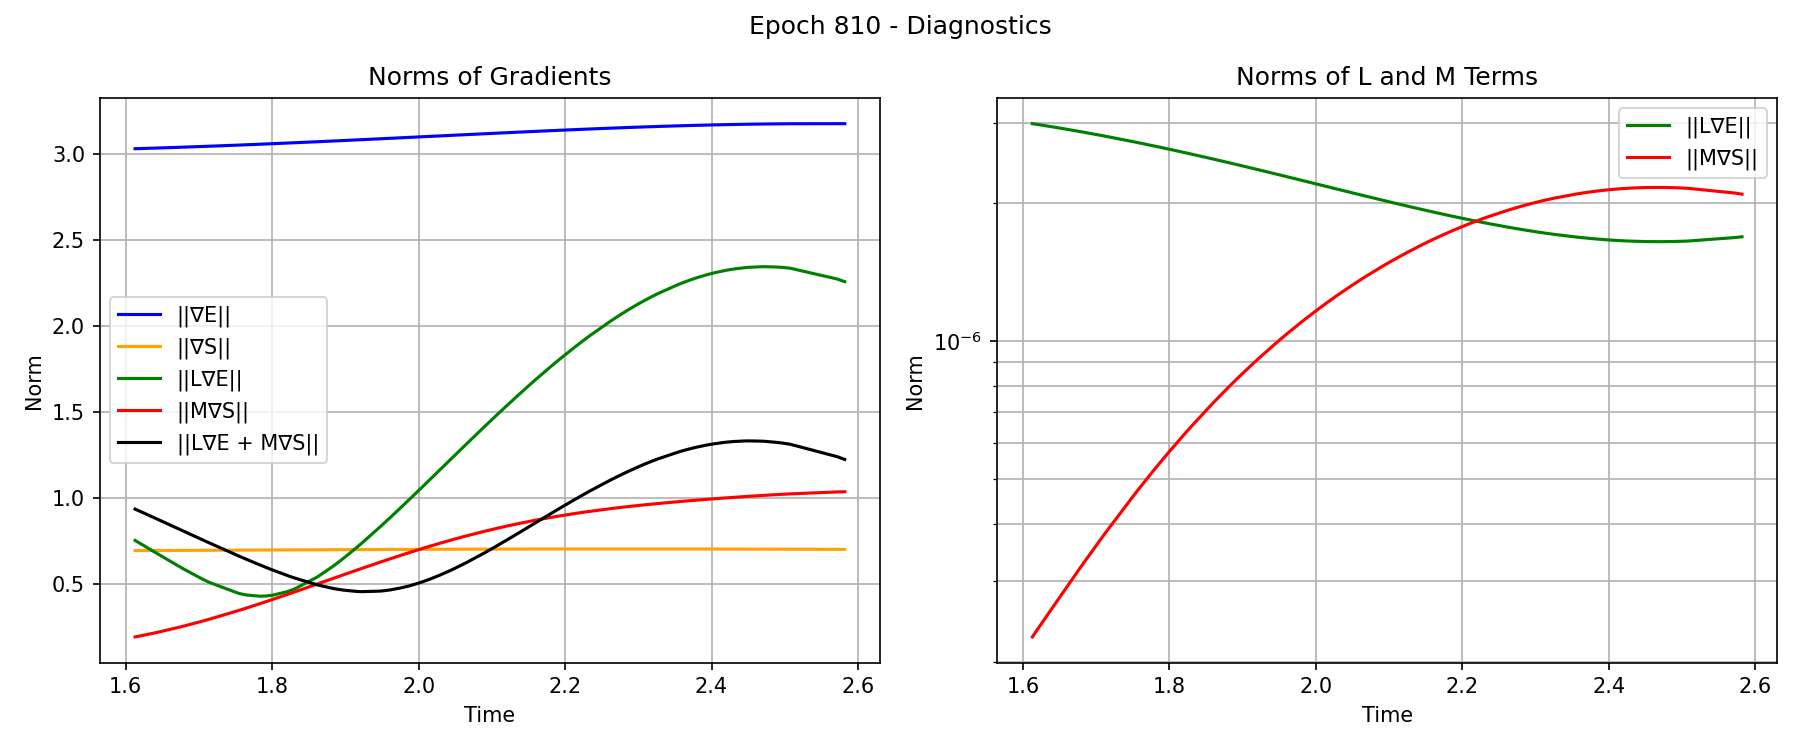 Epoch 810 - Diagnostics
Norms of Gradients
Norm
3.0
2.5
2.0
1.5
1.0
0.5
||∇E||
||∇S||
||L∇E||
||M∇S||
||L∇E + M∇S||
1.6 1.8 2.0 2.2 2.4 2.6
Time
Norms of L and M Terms
Norm
10⁻⁶
||L∇E||
||M∇S||
1.6 1.8 2.0 2.2 2.4 2.6
Time